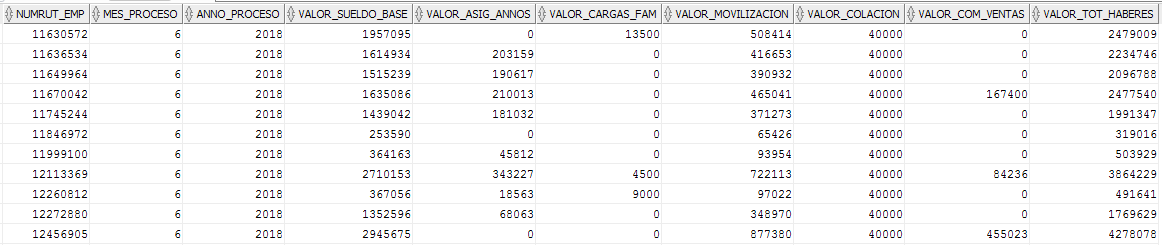 NUMRUT_EMP MES_PROCESO ANNO_PROCESO VALOR_SUELDO_BASE VALOR_ASIG_ANNOS VALOR_CARGAS_FAM VALOR_MOVILIZACION VALOR_COLACION VALOR_COM_VENTAS VALOR_TOT_HABERES
11630572 6 2018 1957095 0 13500 508414 40000 0 2479009
11636534 6 2018 1614934 203159 0 416653 40000 0 2234746
11649964 6 2018 1515239 190617 0 390932 40000 0 2096788
11670042 6 2018 1635086 210013 0 465041 40000 167400 2477540
11745244 6 2018 1439042 181032 0 371273 40000 0 1991347
11846972 6 2018 253590 0 0 65426 40000 0 319016
11999100 6 2018 364163 45812 0 93954 40000 0 503929
12113369 6 2018 2710153 343227 4500 722113 40000 84236 3864229
12260812 6 2018 367056 18563 9000 97022 40000 0 491641
12272880 6 2018 1352596 68063 0 348970 40000 0 1769629
12456905 6 2018 2945675 0 0 877380 40000 455023 4278078